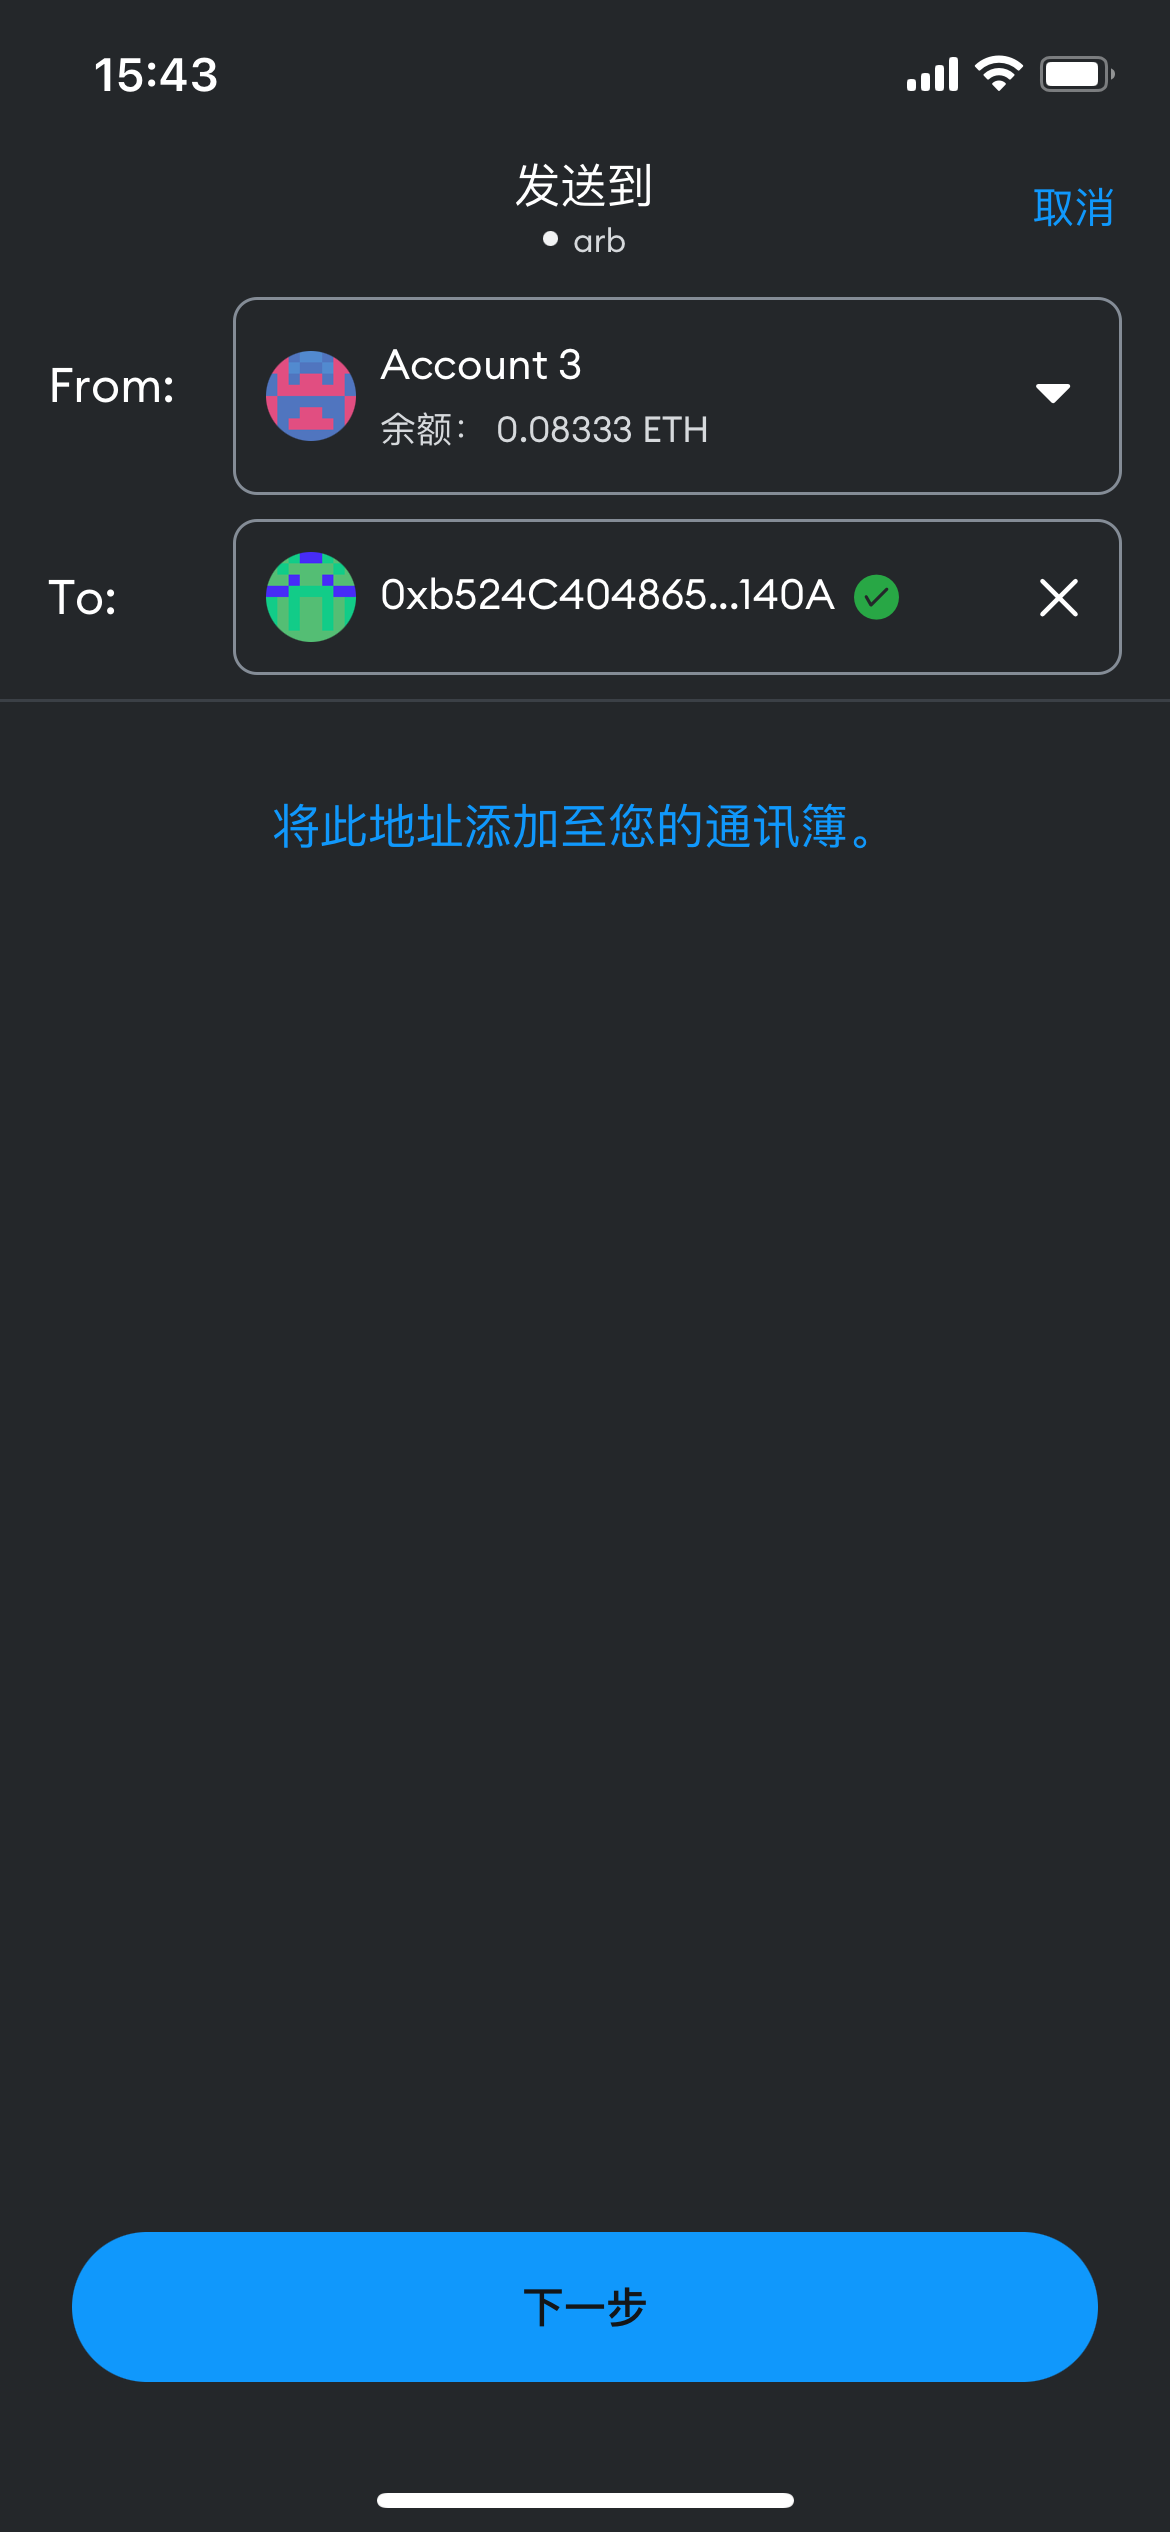 15:43
发送到
arb
取消
From:
Account 3
余额： 0.08333 ETH
To:
0xb524C404865...140A
将此地址添加至您的通讯簿。
下一步